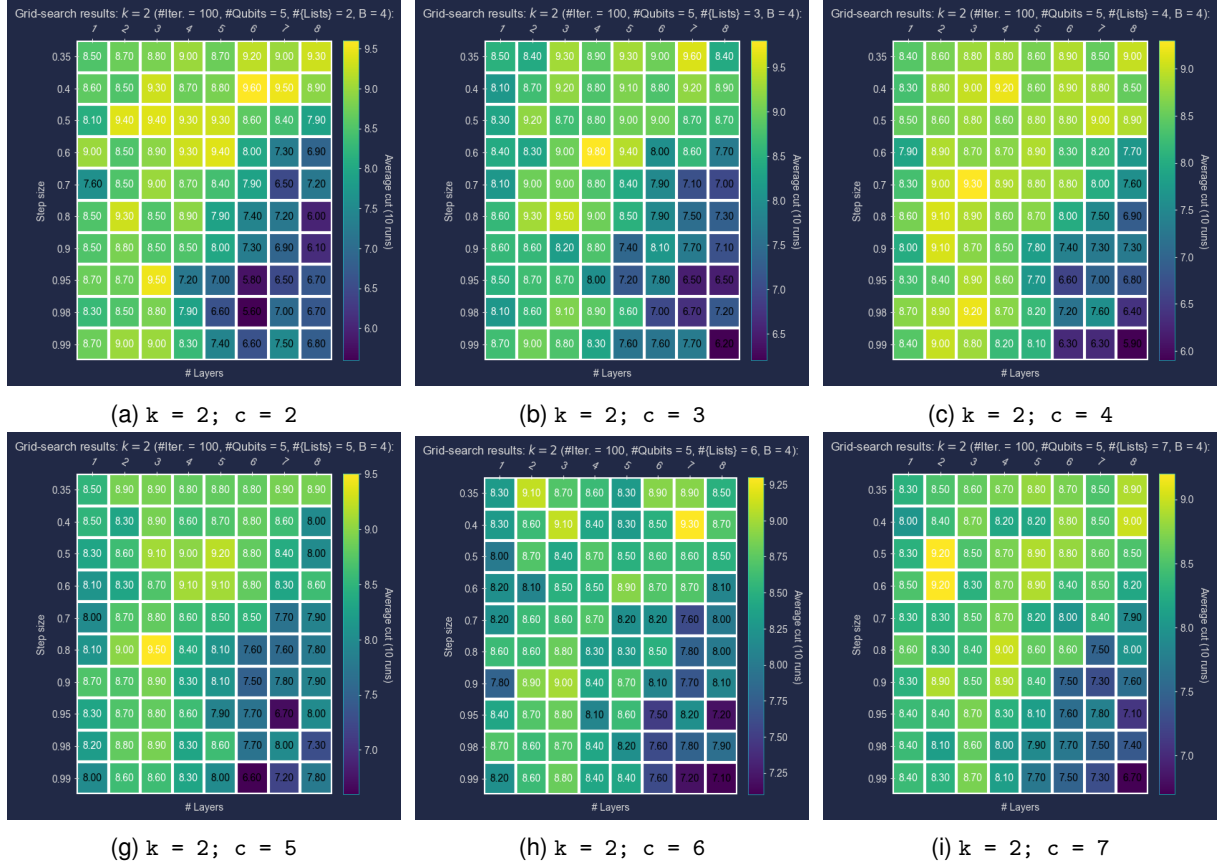 Grid-search results: k = 2 (#Iter. = 100, #Qubits = 5, #{Lists} = 2, B = 4):
1 2 3 4 5 6 7 8
0.35 8.50 8.70 8.80 9.00 8.70 9.20 9.00 9.30
0.4 8.60 8.50 9.30 8.70 8.80 9.60 9.50 8.90
0.5 8.10 9.40 9.40 9.30 9.30 8.60 8.40 7.90
0.6 9.00 8.50 8.90 9.30 9.40 8.00 7.30 6.90
0.7 7.60 8.50 9.00 8.70 8.40 7.90 6.50 7.20
0.8 8.50 9.30 8.50 8.90 7.90 7.40 7.20 6.00
0.9 8.50 8.80 8.50 8.50 8.00 7.30 6.90 6.10
0.95 8.70 8.70 9.50 7.20 7.00 5.80 6.50 6.70
0.98 8.30 8.50 8.80 7.90 6.60 5.60 7.00 6.70
0.99 8.70 9.00 9.00 8.30 7.40 6.60 7.50 6.80
Step size
# Layers
9.5
9.0
8.5
8.0
7.5
7.0
6.5
6.0
Average cut (10 runs)
(a) k = 2; c = 2
Grid-search results: k = 2 (#Iter. = 100, #Qubits = 5, #{Lists} = 3, B = 4):
1 2 3 4 5 6 7 8
0.35 8.50 8.40 9.30 9.00 9.30 9.00 9.60 8.40
0.4 8.10 8.70 9.20 9.30 8.90 9.00 8.80 8.70
0.5 8.30 9.20 8.70 8.80 9.00 9.00 9.00 8.80
0.6 8.40 8.30 9.00 9.80 9.40 8.00 8.60 7.70
0.7 8.10 9.00 9.00 8.80 8.40 7.90 7.10 7.00
0.8 8.60 9.30 9.50 9.00 8.60 7.90 7.50 7.30
0.9 8.60 8.60 8.20 8.80 7.40 8.10 7.70 7.10
0.95 8.50 8.40 8.70 8.00 7.20 7.80 6.50 6.50
0.98 8.10 9.10 9.00 8.80 8.60 7.00 6.70 7.20
0.99 8.70 9.00 8.80 8.30 7.60 7.60 7.70 6.20
Step size
# Layers
9.5
9.0
8.5
8.0
7.5
7.0
6.5
Average cut (10 runs)
(b) k = 2; c = 3
Grid-search results: k = 2 (#Iter. = 100, #Qubits = 5, #{Lists} = 4, B = 4):
1 2 3 4 5 6 7 8
0.35 8.40 8.60 8.80 8.60 8.70 8.50 8.80 9.00
0.4 8.30 8.80 9.00 9.20 8.60 8.90 8.80 8.50
0.5 8.50 8.60 8.80 8.80 8.80 8.80 9.00 8.90
0.6 7.90 8.90 8.70 8.70 8.90 8.30 8.20 7.70
0.7 8.40 9.00 9.30 8.90 8.80 8.80 8.00 7.60
0.8 8.60 9.10 8.90 8.60 8.70 8.00 7.50 6.90
0.9 8.00 9.10 8.70 8.50 7.80 7.40 7.30 7.30
0.95 8.30 8.40 8.90 8.60 7.70 6.60 7.00 6.80
0.98 8.70 8.90 9.20 8.70 8.20 7.20 7.60 6.40
0.99 8.40 9.00 8.80 8.20 8.10 6.30 6.30 5.90
Step size
# Layers
9.0
8.5
8.0
7.5
7.0
6.5
6.0
Average cut (10 runs)
(c) k = 2; c = 4
Grid-search results: k = 2 (#Iter. = 100, #Qubits = 5, #{Lists} = 5, B = 4):
1 2 3 4 5 6 7 8
0.35 8.50 8.90 8.90 8.80 8.80 8.90 8.90 8.90
0.4 8.50 8.30 8.90 8.60 8.70 8.80 8.60 8.00
0.5 8.30 8.60 9.10 9.00 9.20 8.80 8.40 8.00
0.6 8.10 8.30 8.70 9.10 9.10 8.80 8.30 8.60
0.7 8.00 8.80 8.80 8.60 8.50 8.50 7.70 7.90
0.8 8.10 9.00 9.50 8.40 8.10 7.60 7.60 7.80
0.9 8.70 8.70 8.90 8.30 8.40 7.50 7.80 7.90
0.95 8.30 8.70 8.80 8.60 7.90 7.70 6.70 8.00
0.98 8.20 8.80 8.90 8.30 8.60 7.70 8.00 7.30
0.99 8.00 8.60 8.60 8.30 8.00 6.60 7.20 7.80
Step size
# Layers
9.5
9.0
8.5
8.0
7.5
7.0
Average cut (10 runs)
(g) k = 2; c = 5
Grid-search results: k = 2 (#Iter. = 100, #Qubits = 5, #{Lists} = 6, B = 4):
1 2 3 4 5 6 7 8
0.35 8.30 9.10 8.70 8.60 8.30 8.90 8.90 8.50
0.4 8.30 8.60 9.10 8.40 8.30 8.50 9.30 8.70
0.5 8.00 8.70 8.40 8.70 8.50 8.60 8.60 8.50
0.6 8.20 8.10 8.50 8.50 8.90 8.70 8.70 8.10
0.7 8.20 8.60 8.60 8.70 8.20 8.20 7.60 8.00
0.8 8.60 8.60 8.80 8.30 8.30 8.50 7.80 8.00
0.9 7.80 8.90 9.00 8.40 8.70 8.10 7.70 8.10
0.95 8.40 8.70 8.80 8.10 8.60 7.50 8.20 7.20
0.98 8.70 8.60 8.70 8.40 8.20 7.60 7.80 7.90
0.99 8.20 8.60 8.80 8.40 8.40 7.60 7.20 7.10
Step size
# Layers
9.25
9.00
8.75
8.50
8.25
8.00
7.75
7.50
7.25
Average cut (10 runs)
(h) k = 2; c = 6
Grid-search results: k = 2 (#Iter. = 100, #Qubits = 5, #{Lists} = 7, B = 4):
1 2 3 4 5 6 7 8
0.35 8.30 8.50 8.60 8.70 8.60 8.70 8.50 8.90
0.4 8.00 8.40 8.70 8.20 8.20 8.80 8.60 9.00
0.5 8.30 9.20 8.40 8.70 8.90 8.80 8.60 8.50
0.6 8.50 9.20 8.30 8.70 8.90 8.40 8.50 8.20
0.7 8.30 8.30 8.70 8.80 8.20 8.00 8.40 7.90
0.8 8.60 8.30 8.40 9.00 8.60 8.60 7.50 8.00
0.9 8.30 8.90 8.50 8.90 8.40 7.60 7.30 7.60
0.95 8.40 8.40 8.70 8.30 8.10 7.60 7.80 7.10
0.98 8.40 8.10 8.60 8.00 7.90 7.70 7.50 7.40
0.99 8.40 8.30 8.70 8.10 7.70 7.50 7.30 6.70
Step size
# Layers
9.0
8.5
8.0
7.5
7.0
Average cut (10 runs)
(i) k = 2; c = 7